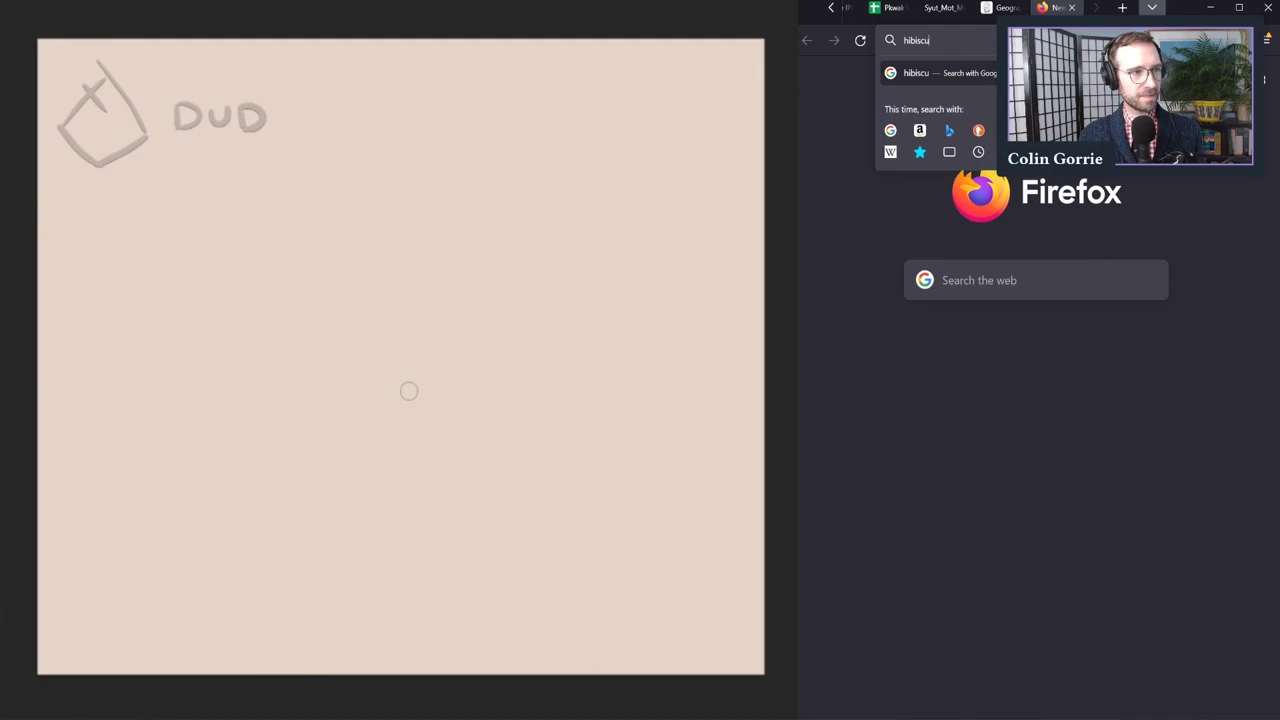 Pkwak
Syut_Mot_M
Geogra
New
hibiscu
hibiscu — Search with Goog
This time, search with:
Colin Gorrie
Firefox
Search the web
DUD